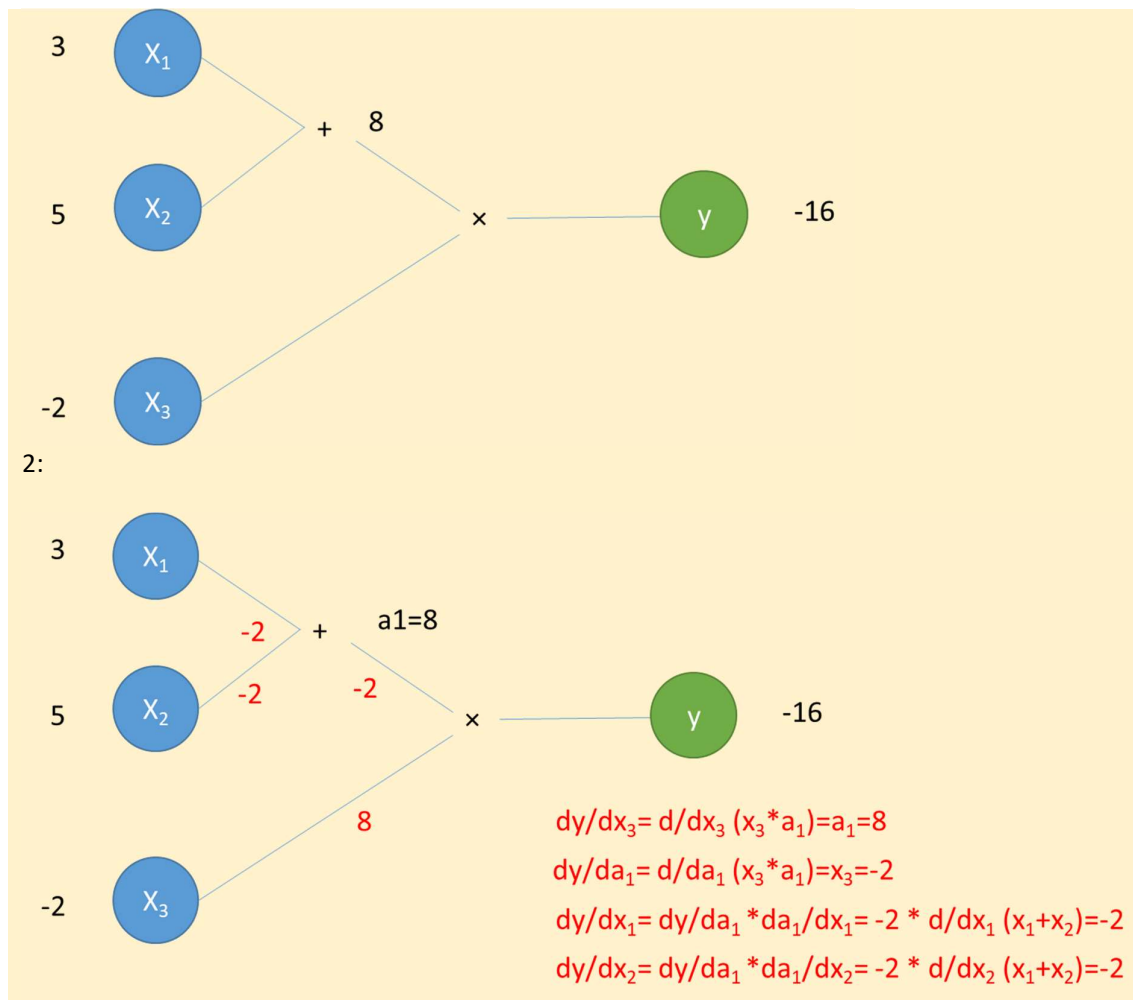 3 X₁
+ 8
5 X₂
× y -16
-2 X₃
2:
3 X₁
-2 + a1=8
-2 -2
5 X₂
× y -16
8
dy/dx₃= d/dx₃ (x₃*a₁)=a₁=8
dy/da₁= d/da₁ (x₃*a₁)=x₃=-2
-2 X₃
dy/dx₁= dy/da₁ *da₁/dx₁= -2 * d/dx₁ (x₁+x₂)=-2
dy/dx₂= dy/da₁ *da₁/dx₂= -2 * d/dx₂ (x₁+x₂)=-2